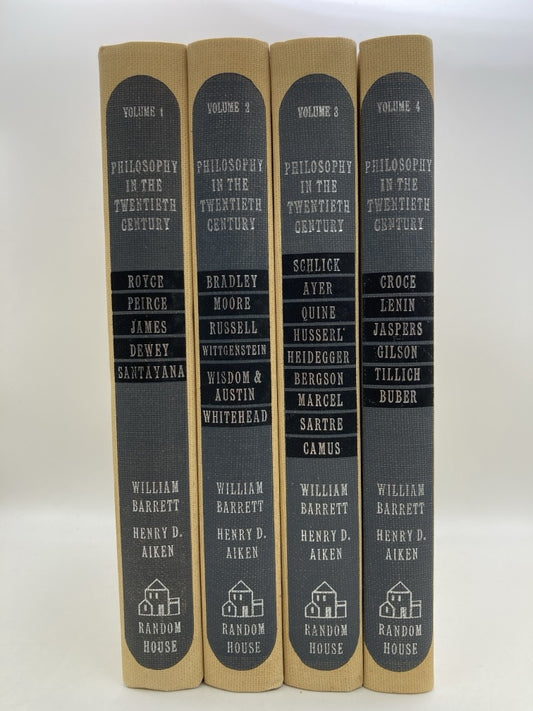 VOLUME 1
PHILOSOPHY
IN THE
TWENTIETH
CENTURY
ROYCE
PEIRCE
JAMES
DEWEY
SANTAYANA
WILLIAM
BARRETT
HENRY D.
AIKEN
RANDOM
HOUSE
VOLUME 2
PHILOSOPHY
IN THE
TWENTIETH
CENTURY
BRADLEY
MOORE
RUSSELL
WITTGENSTEIN
WISDOM &
AUSTIN
WHITEHEAD
WILLIAM
BARRETT
HENRY D.
AIKEN
RANDOM
HOUSE
VOLUME 3
PHILOSOPHY
IN THE
TWENTIETH
CENTURY
SCHLICK
AYER
QUINE
HUSSERL
HEIDEGGER
BERGSON
MARCEL
SARTRE
CAMUS
WILLIAM
BARRETT
HENRY D.
AIKEN
RANDOM
HOUSE
VOLUME 4
PHILOSOPHY
IN THE
TWENTIETH
CENTURY
CROCE
LENIN
JASPERS
GILSON
TILLICH
BUBER
WILLIAM
BARRETT
HENRY D.
AIKEN
RANDOM
HOUSE